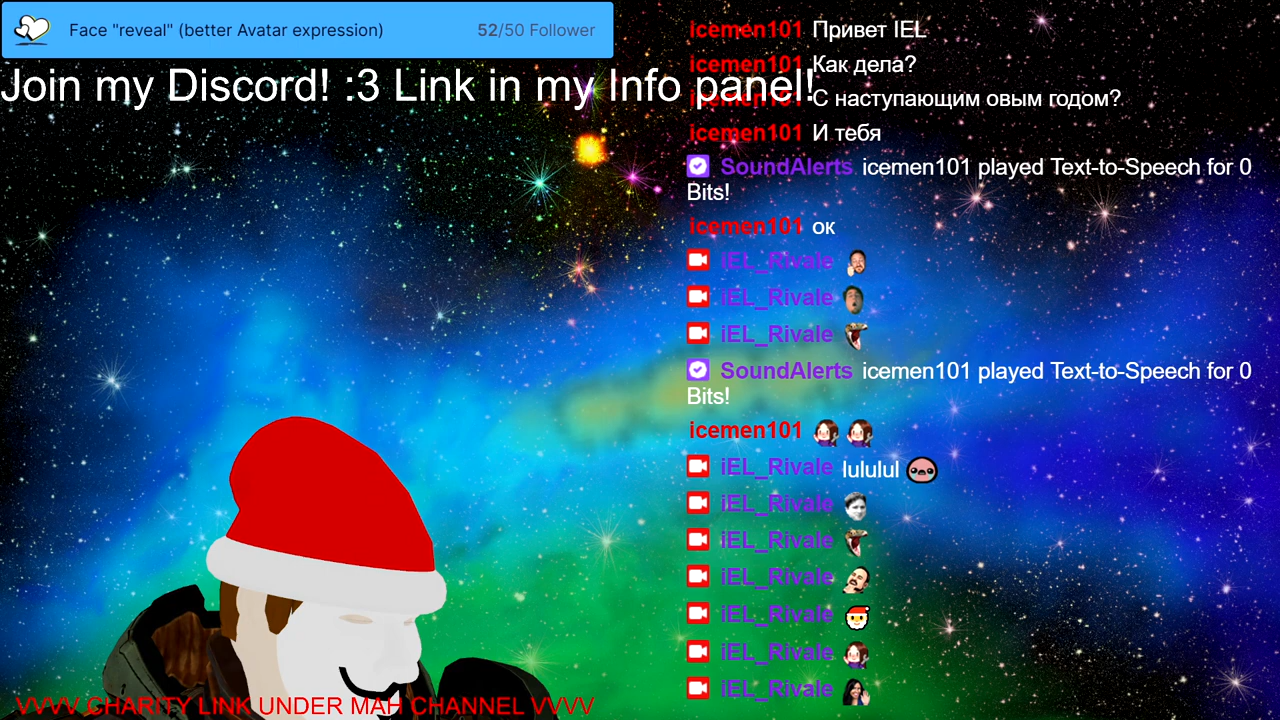 Face "reveal" (better Avatar expression) 52/50 Follower
Join my Discord! :3 Link in my Info panel!
icemen101 Привет IEL
icemen101 Как дела?
icemen101 С наступающим овым годом?
icemen101 И тебя
SoundAlerts icemen101 played Text-to-Speech for 0
Bits!
icemen101 ок
iEL_Rivale
iEL_Rivale
iEL_Rivale
SoundAlerts icemen101 played Text-to-Speech for 0
Bits!
icemen101
iEL_Rivale lululul
iEL_Rivale
iEL_Rivale
iEL_Rivale
iEL_Rivale
iEL_Rivale
iEL_Rivale
VVVV CHARITY LINK UNDER MAH CHANNEL VVVV